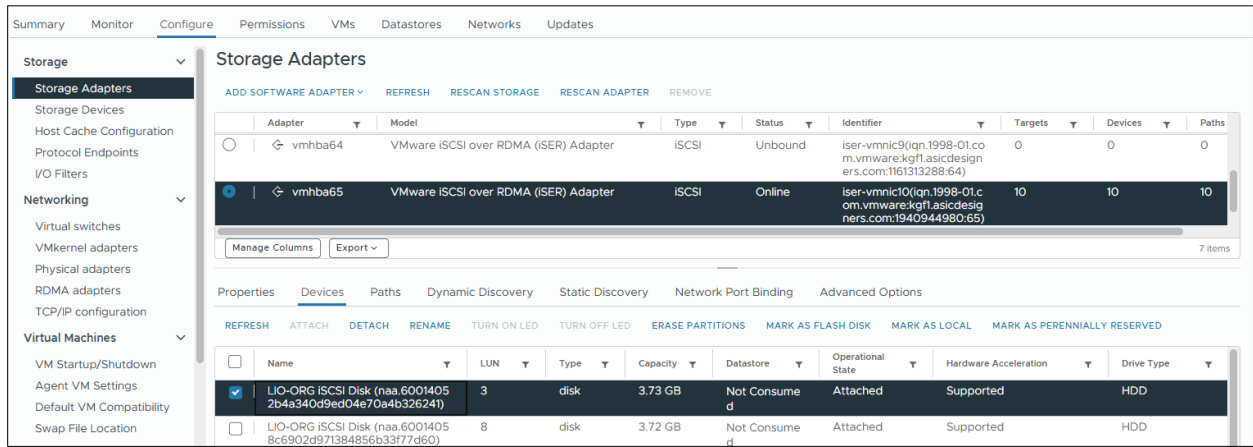 Summary Monitor Configure Permissions VMs Datastores Networks Updates
Storage
Storage Adapters
Storage Devices
Host Cache Configuration
Protocol Endpoints
I/O Filters
Networking
Virtual switches
VMkernel adapters
Physical adapters
RDMA adapters
TCP/IP configuration
Virtual Machines
VM Startup/Shutdown
Agent VM Settings
Default VM Compatibility
Swap File Location
Storage Adapters
ADD SOFTWARE ADAPTER REFRESH RESCAN STORAGE RESCAN ADAPTER REMOVE
Adapter Model Type Status Identifier Targets Devices Paths
vmhba64 VMware iSCSI over RDMA (iSER) Adapter iSCSI Unbound iser-vmnic9(iqn.1998-01.co 0 0 0
m.vmware:kgf1.asicdesign
ers.com:1161313288:64)
vmhba65 VMware iSCSI over RDMA (iSER) Adapter iSCSI Online iser-vmnic10(iqn.1998-01.c 10 10 10
om.vmware:kgf1.asicdesig
ners.com:1940944980:65)
Manage Columns Export 7 items
Properties Devices Paths Dynamic Discovery Static Discovery Network Port Binding Advanced Options
REFRESH ATTACH DETACH RENAME TURN ON LED TURN OFF LED ERASE PARTITIONS MARK AS FLASH DISK MARK AS LOCAL MARK AS PERENNIALLY RESERVED
Name LUN Type Capacity Datastore Operational State Hardware Acceleration Drive Type
LIO-ORG iSCSI Disk (naa.6001405 3 disk 3.73 GB Not Consume Attached Supported HDD
2b4a340d9ed04e70a4b326241) d
LIO-ORG iSCSI Disk (naa.6001405 8 disk 3.72 GB Not Consume Attached Supported HDD
8c6902d971384856b33f77d60) d